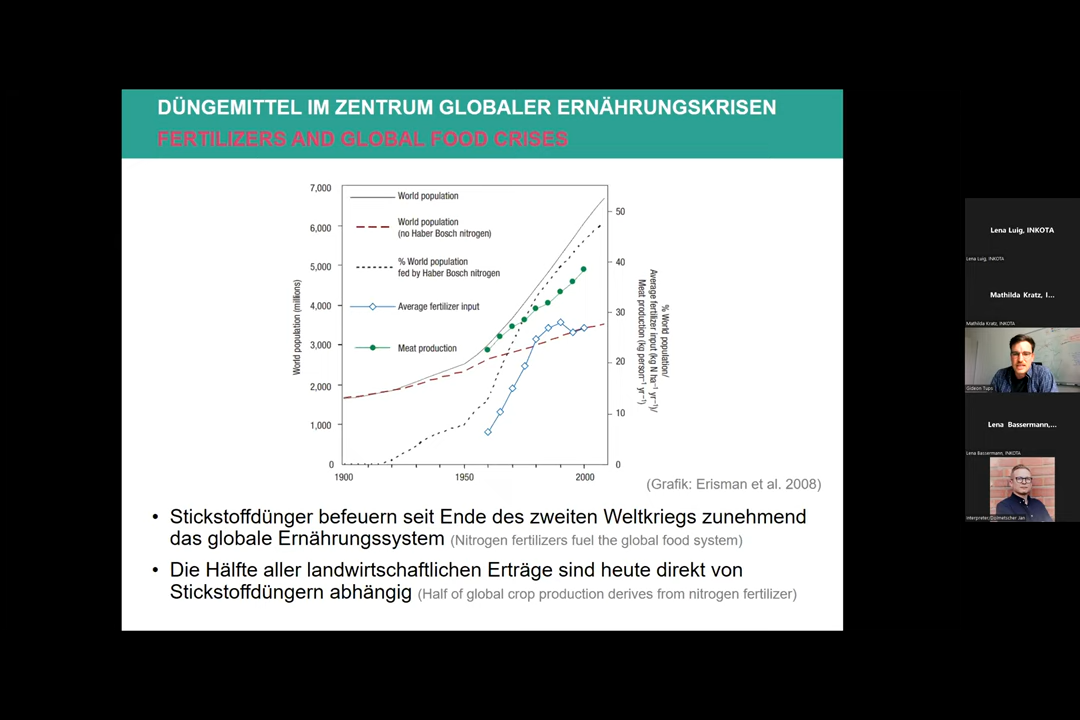 DÜNGEMITTEL IM ZENTRUM GLOBALER ERNÄHRUNGSKRISEN
FERTILIZERS AND GLOBAL FOOD CRISES
7,000
6,000
5,000
4,000
3,000
2,000
1,000
0
World population (millions)
World population
World population
(no Haber Bosch nitrogen)
% World population
fed by Haber Bosch nitrogen
Average fertilizer input
Meat production
50
40
30
20
10
0
% World population/
Average fertilizer input (kg N ha⁻¹ yr⁻¹)/
Meat production (kg person⁻¹ yr⁻¹)
1900
1950
2000
(Grafik: Erisman et al. 2008)
• Stickstoffdünger befeuern seit Ende des zweiten Weltkriegs zunehmend
das globale Ernährungssystem (Nitrogen fertilizers fuel the global food system)
• Die Hälfte aller landwirtschaftlichen Erträge sind heute direkt von
Stickstoffdüngern abhängig (Half of global crop production derives from nitrogen fertilizer)
Lena Luig, INKOTA
Lena Luig, INKOTA
Mathilda Kratz, I...
Mathilda Kratz, INKOTA
Gideon Tups
Lena Bassermann,...
Lena Bassermann, INKOTA